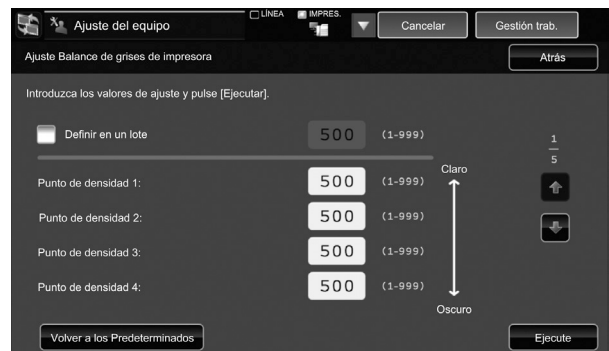 Ajuste del equipo
LÍNEA
IMPRES.
Cancelar
Gestión trab.
Ajuste Balance de grises de impresora
Atrás
Introduzca los valores de ajuste y pulse [Ejecutar].
Definir en un lote 500 (1-999)
1
5
Claro
Punto de densidad 1: 500 (1-999)
Punto de densidad 2: 500 (1-999)
Punto de densidad 3: 500 (1-999)
Punto de densidad 4: 500 (1-999)
Oscuro
Volver a los Predeterminados
Ejecute